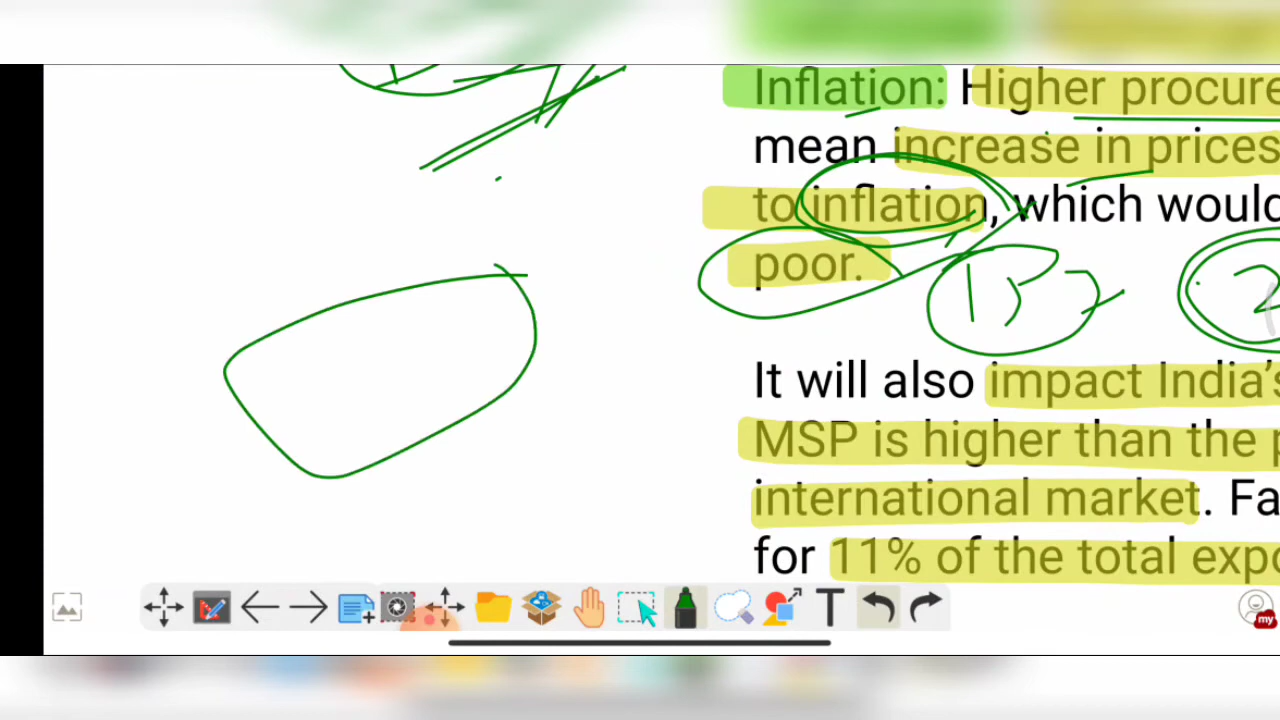 Inflation: Higher procure
mean increase in prices
to inflation, which would
poor.
It will also impact India's
MSP is higher than the p
international market. Fa
for 11% of the total expo
T
my